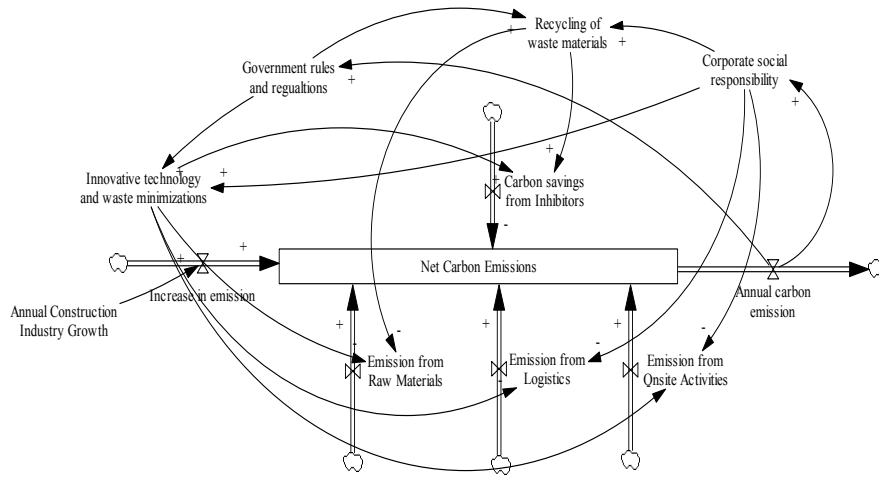 Recycling of
waste materials
Government rules
and regualtions
Corporate social
responsibility
Innovative technology
and waste minimizations
Carbon savings
from Inhibitors
Net Carbon Emissions
Increase in emission
Annual Construction
Industry Growth
Annual carbon
emission
Emission from
Raw Materials
Emission from
Logistics
Emission from
Qnsite Activities